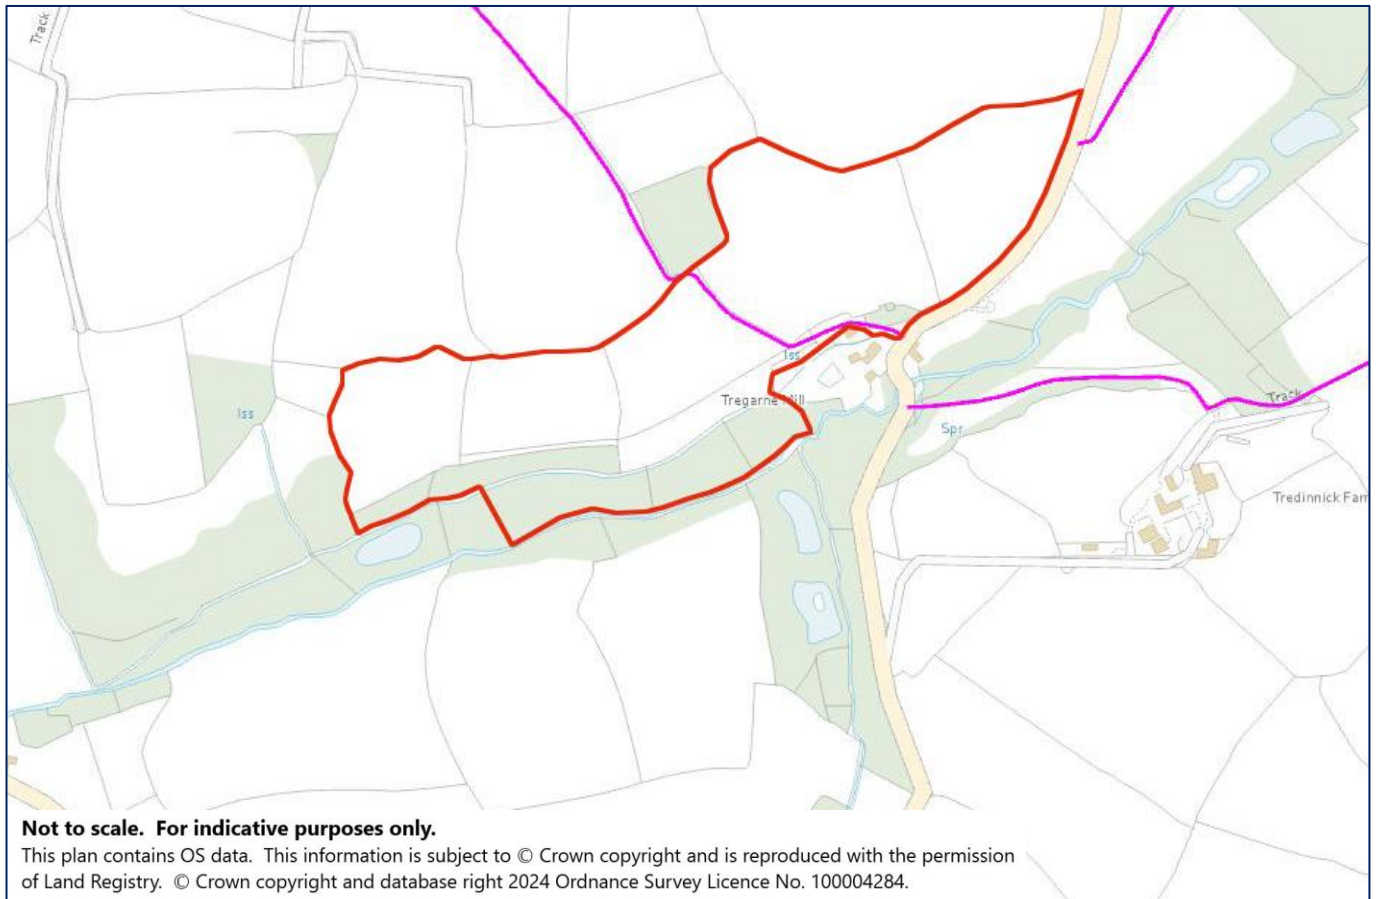 Track
Iss
Iss
Tregarne Mill
Track
Spr
Tredinnick Far
Not to scale. For indicative purposes only.
This plan contains OS data. This information is subject to © Crown copyright and is reproduced with the permission
of Land Registry. © Crown copyright and database right 2024 Ordnance Survey Licence No. 100004284.